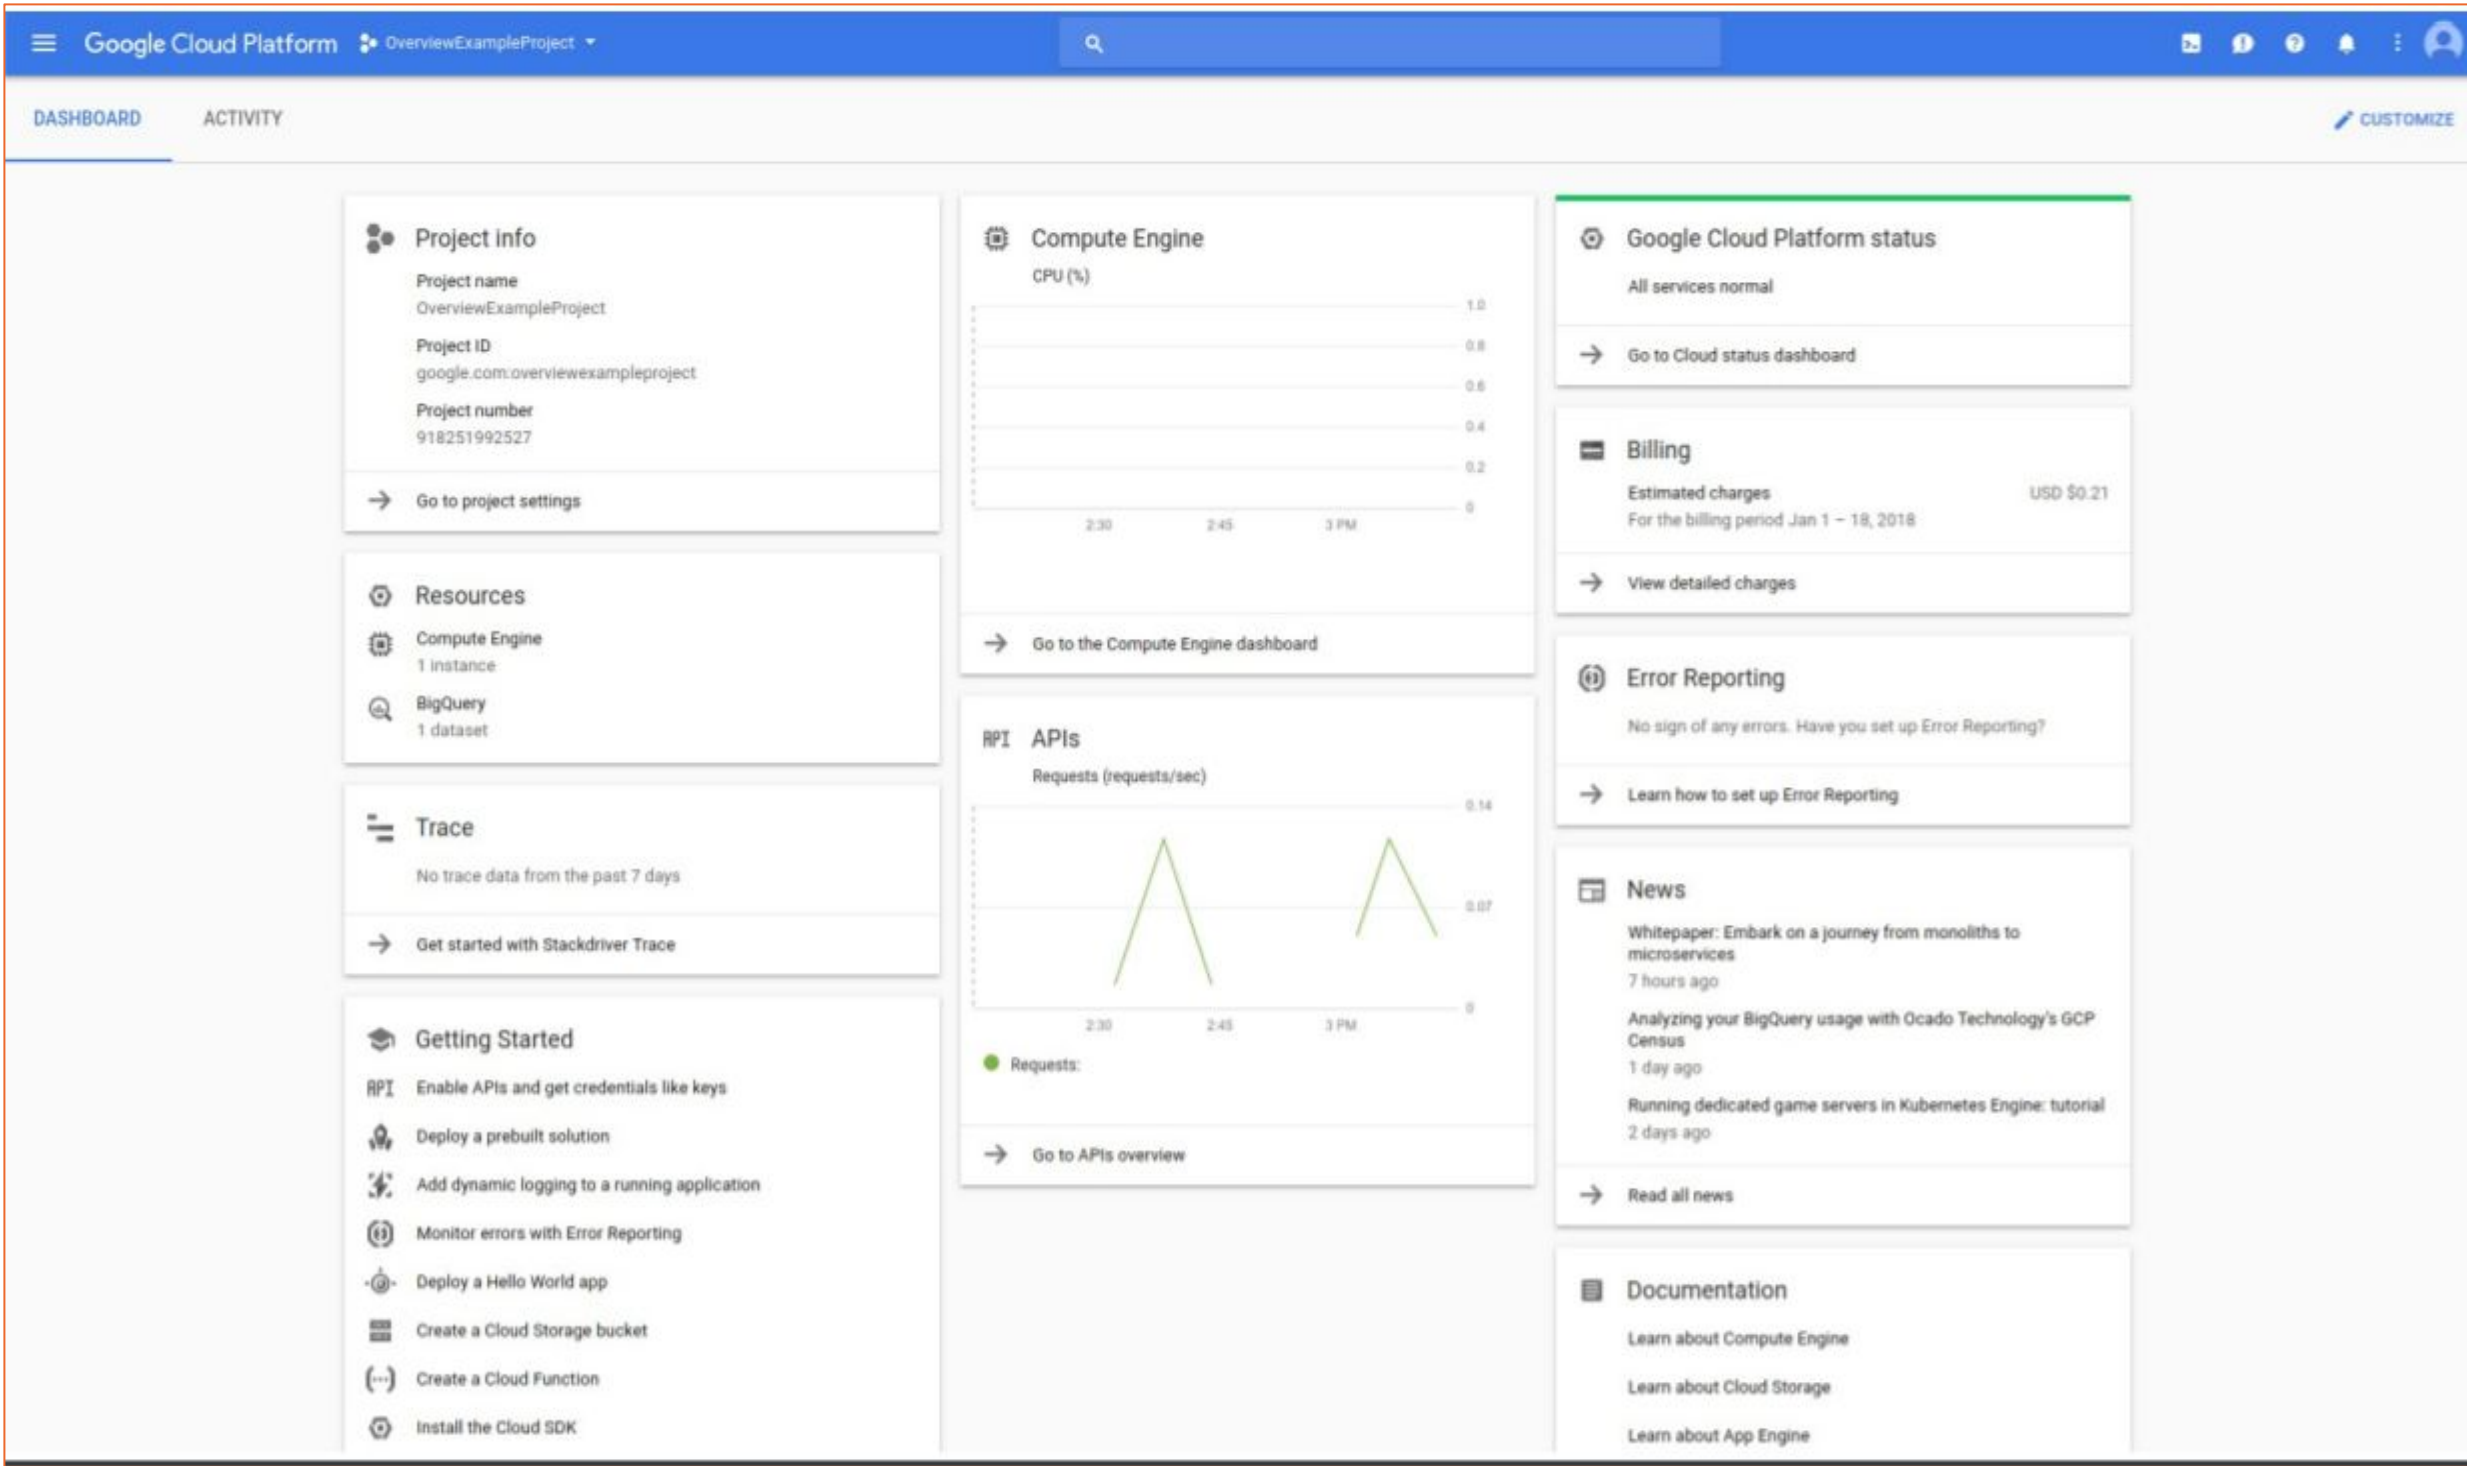 Google Cloud Platform OverviewExampleProject
DASHBOARD ACTIVITY CUSTOMIZE
Project info
Project name
OverviewExampleProject
Project ID
google.com:overviewexampleproject
Project number
918251992527
Go to project settings
Resources
Compute Engine
1 instance
BigQuery
1 dataset
Trace
No trace data from the past 7 days
Get started with Stackdriver Trace
Getting Started
API Enable APIs and get credentials like keys
Deploy a prebuilt solution
Add dynamic logging to a running application
Monitor errors with Error Reporting
Deploy a Hello World app
Create a Cloud Storage bucket
Create a Cloud Function
Install the Cloud SDK
Compute Engine
CPU (%)
1.0
0.8
0.6
0.4
0.2
0
2:30 2:45 3 PM
Go to the Compute Engine dashboard
API APIs
Requests (requests/sec)
0.14
0.07
0
2:30 2:45 3 PM
Requests:
Go to APIs overview
Google Cloud Platform status
All services normal
Go to Cloud status dashboard
Billing
Estimated charges USD $0.21
For the billing period Jan 1 – 18, 2018
View detailed charges
Error Reporting
No sign of any errors. Have you set up Error Reporting?
Learn how to set up Error Reporting
News
Whitepaper: Embark on a journey from monoliths to
microservices
7 hours ago
Analyzing your BigQuery usage with Ocado Technology's GCP
Census
1 day ago
Running dedicated game servers in Kubernetes Engine: tutorial
2 days ago
Read all news
Documentation
Learn about Compute Engine
Learn about Cloud Storage
Learn about App Engine